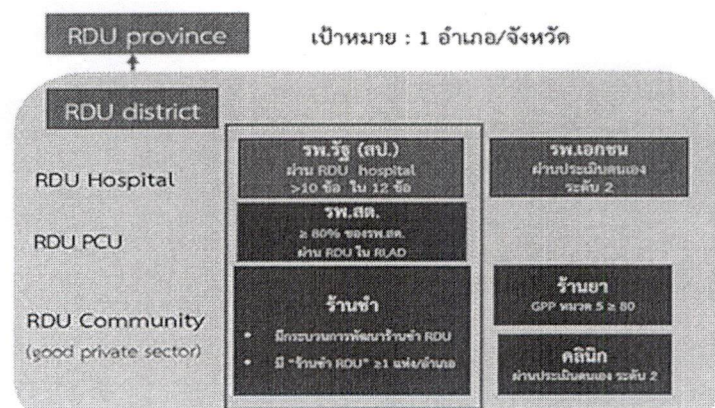 RDU province
เป้าหมาย : 1 อำเภอ/จังหวัด
RDU district
RDU Hospital
รพ.รัฐ (สป.)
ผ่าน RDU hospital
>10 ข้อ ใน 12 ข้อ
รพ.เอกชน
ผ่านประเมินตนเอง
ระดับ 2
RDU PCU
รพ.สต.
≥ 80% ของรพ.สต.
ผ่าน RDU ใน RI,AD
RDU Community
(good private sector)
ร้านชำ
• มีกระบวนการพัฒนาร้านชำ RDU
• มี "ร้านชำ RDU" ≥1 แห่ง/อำเภอ
ร้านยา
GPP หมวด 5 ≥ 80
คลินิก
ผ่านประเมินตนเอง ระดับ 2